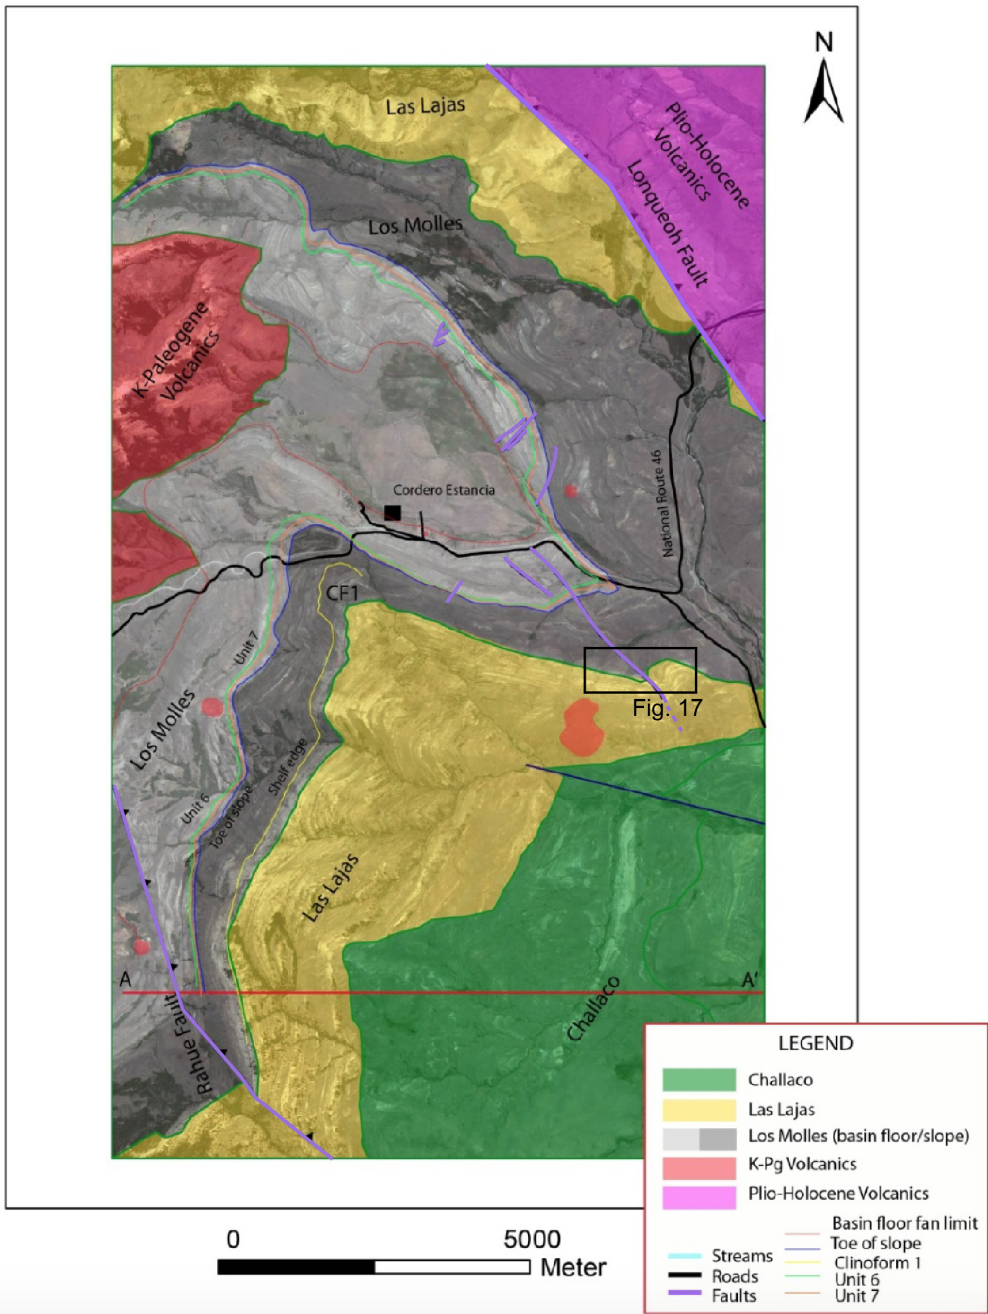 N
Las Lajas
Plio-Holocene
Volcanics
Lonqueoh Fault
Los Molles
K-Paleogene
Volcanics
National Route 46
Cordero Estancia
CF1
Unit 7
Fig. 17
Los Molles
Shelf edge
Unit 6
Toe of slope
Las Lajas
A
A'
Challaco
Rahue Fault
LEGEND
Challaco
Las Lajas
Los Molles (basin floor/slope)
K-Pg Volcanics
Plio-Holocene Volcanics
Basin floor fan limit
Toe of slope
Clinoform 1
Unit 6
Unit 7
Streams
Roads
Faults
0 5000
Meter